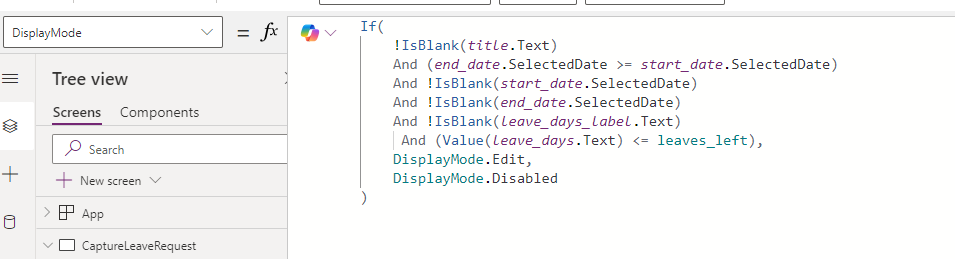 DisplayMode
= fx
If(
!IsBlank(title.Text)
And (end_date.SelectedDate >= start_date.SelectedDate)
And !IsBlank(start_date.SelectedDate)
And !IsBlank(end_date.SelectedDate)
And !IsBlank(leave_days_label.Text)
And (Value(leave_days.Text) <= leaves_left),
DisplayMode.Edit,
DisplayMode.Disabled
)
Tree view
Screens Components
Search
New screen
App
CaptureLeaveRequest